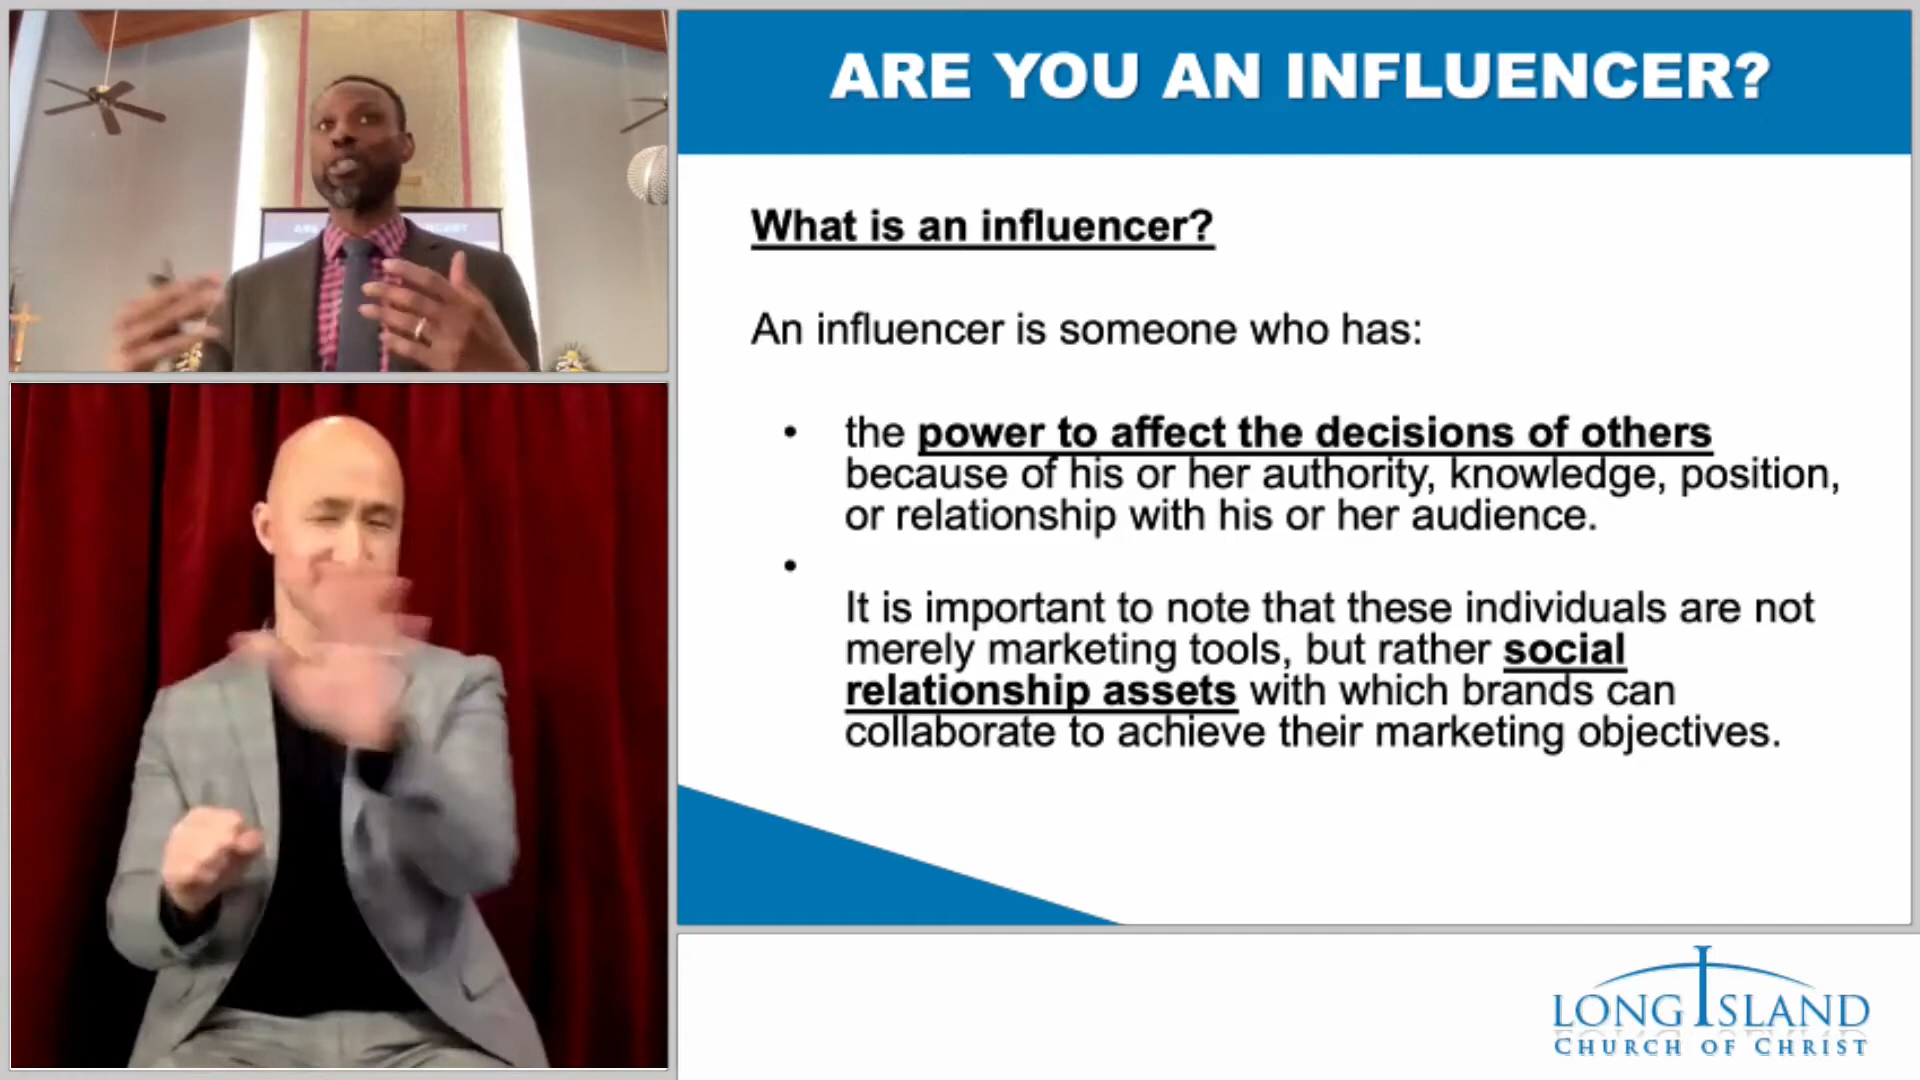 ARE YOU AN INFLUENCER?
What is an influencer?
An influencer is someone who has:
• the power to affect the decisions of others
because of his or her authority, knowledge, position,
or relationship with his or her audience.
•
It is important to note that these individuals are not
merely marketing tools, but rather social
relationship assets with which brands can
collaborate to achieve their marketing objectives.
LONG ISLAND
CHURCH OF CHRIST